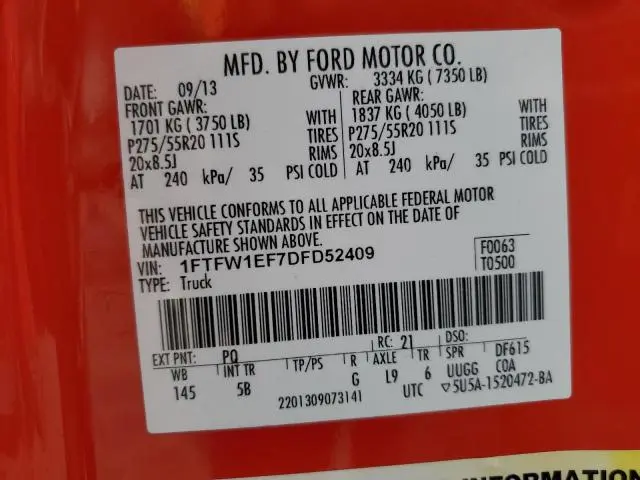 MFD. BY FORD MOTOR CO.
DATE: 09/13 GVWR: 3334 KG ( 7350 LB)
FRONT GAWR: REAR GAWR:
1701 KG ( 3750 LB) WITH 1837 KG ( 4050 LB) WITH
P275/55R20 111S TIRES P275/55R20 111S TIRES
20x8.5J RIMS 20x8.5J RIMS
AT 240 kPa/ 35 PSI COLD AT 240 kPa/ 35 PSI COLD
THIS VEHICLE CONFORMS TO ALL APPLICABLE FEDERAL MOTOR
VEHICLE SAFETY STANDARDS IN EFFECT ON THE DATE OF
MANUFACTURE SHOWN ABOVE.
VIN: 1FTFW1EF7DFD52409 F0063
TYPE: Truck T0500
EXT PNT: PQ RC: 21 DSO:
WB INT TR TP/PS R AXLE TR SPR DF615
145 5B G L9 6 UUGG COA
2201309073141 UTC ▽5U5A-1520472-BA
INFORMATION